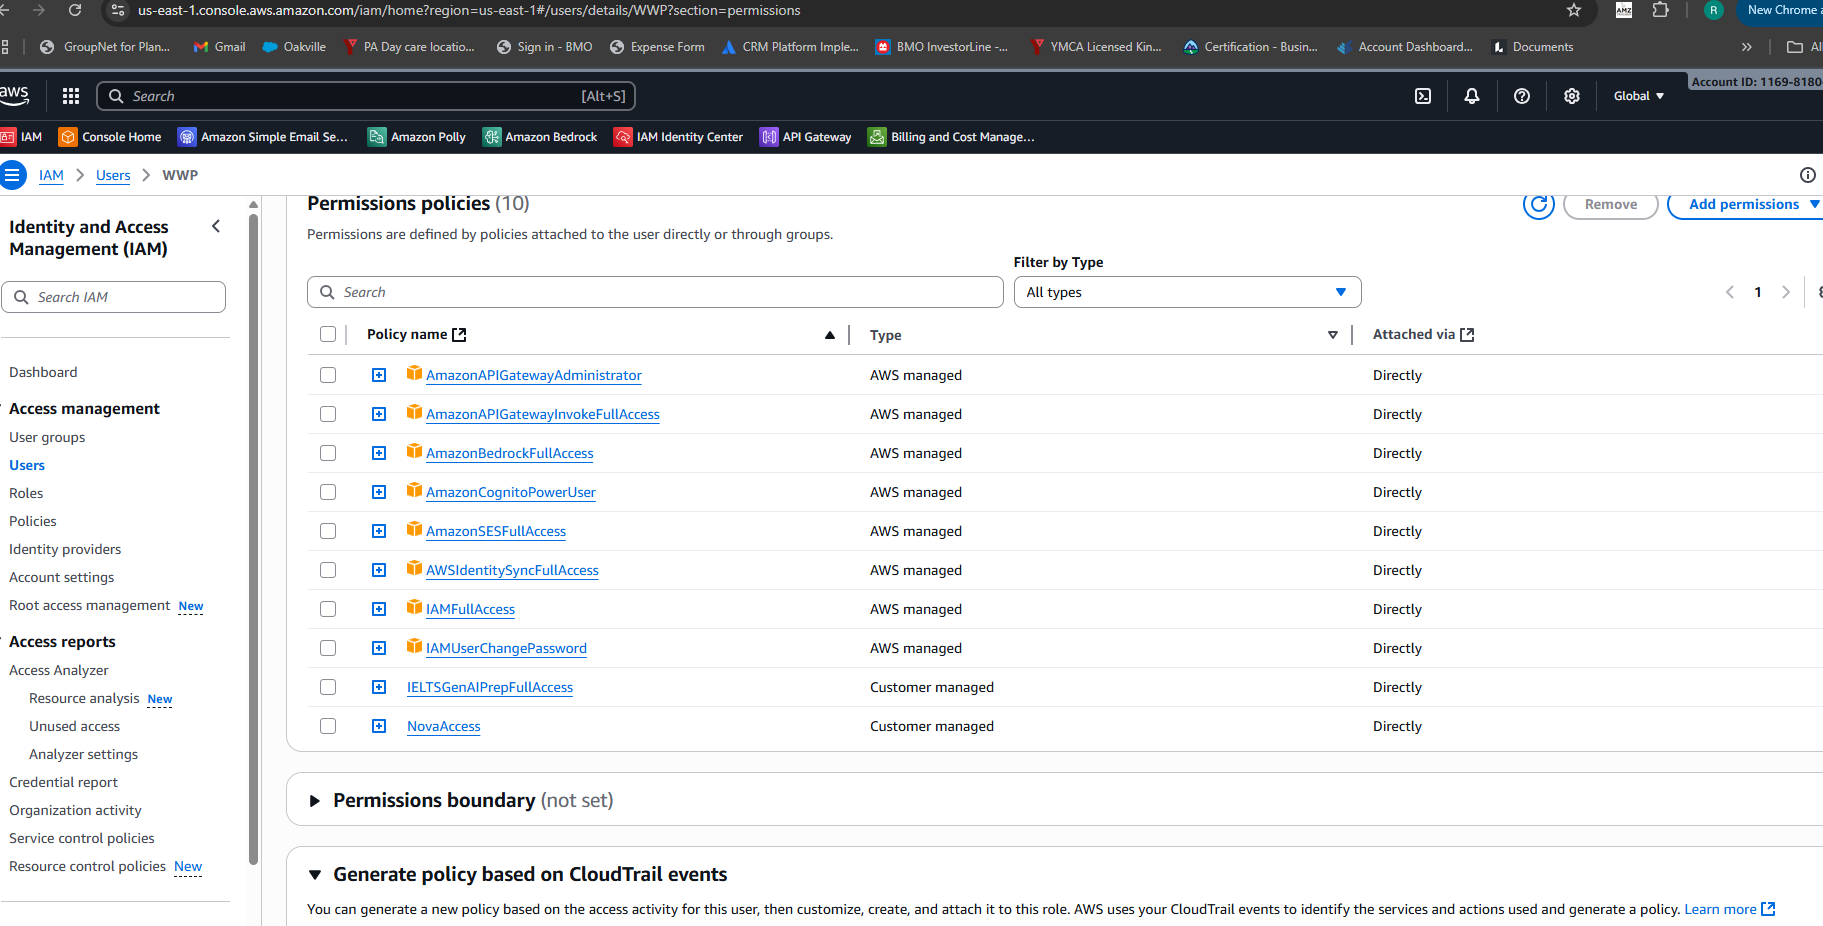 us-east-1.console.aws.amazon.com/iam/home?region=us-east-1#/users/details/WWP?section=permissions
AMZ
R
New Chrome
GroupNet for Plan...
Gmail
Oakville
PA Day care locatio...
Sign in - BMO
Expense Form
CRM Platform Imple...
BMO InvestorLine -...
YMCA Licensed Kin...
Certification - Busin...
Account Dashboard...
Documents
»
aws
Search
[Alt+S]
Global
Account ID: 1169-8180
IAM
Console Home
Amazon Simple Email Se...
Amazon Polly
Amazon Bedrock
IAM Identity Center
API Gateway
Billing and Cost Manage...
IAM > Users > WWP
Identity and Access
Management (IAM)
Search IAM
Dashboard
Access management
User groups
Users
Roles
Policies
Identity providers
Account settings
Root access management New
Access reports
Access Analyzer
Resource analysis New
Unused access
Analyzer settings
Credential report
Organization activity
Service control policies
Resource control policies New
Permissions policies (10)
Remove
Add permissions
Permissions are defined by policies attached to the user directly or through groups.
Filter by Type
Search
All types
1
Policy name
Type
Attached via
AmazonAPIGatewayAdministrator AWS managed Directly
AmazonAPIGatewayInvokeFullAccess AWS managed Directly
AmazonBedrockFullAccess AWS managed Directly
AmazonCognitoPowerUser AWS managed Directly
AmazonSESFullAccess AWS managed Directly
AWSIdentitySyncFullAccess AWS managed Directly
IAMFullAccess AWS managed Directly
IAMUserChangePassword AWS managed Directly
IELTSGenAIPrepFullAccess Customer managed Directly
NovaAccess Customer managed Directly
Permissions boundary (not set)
Generate policy based on CloudTrail events
You can generate a new policy based on the access activity for this user, then customize, create, and attach it to this role. AWS uses your CloudTrail events to identify the services and actions used and generate a policy. Learn more